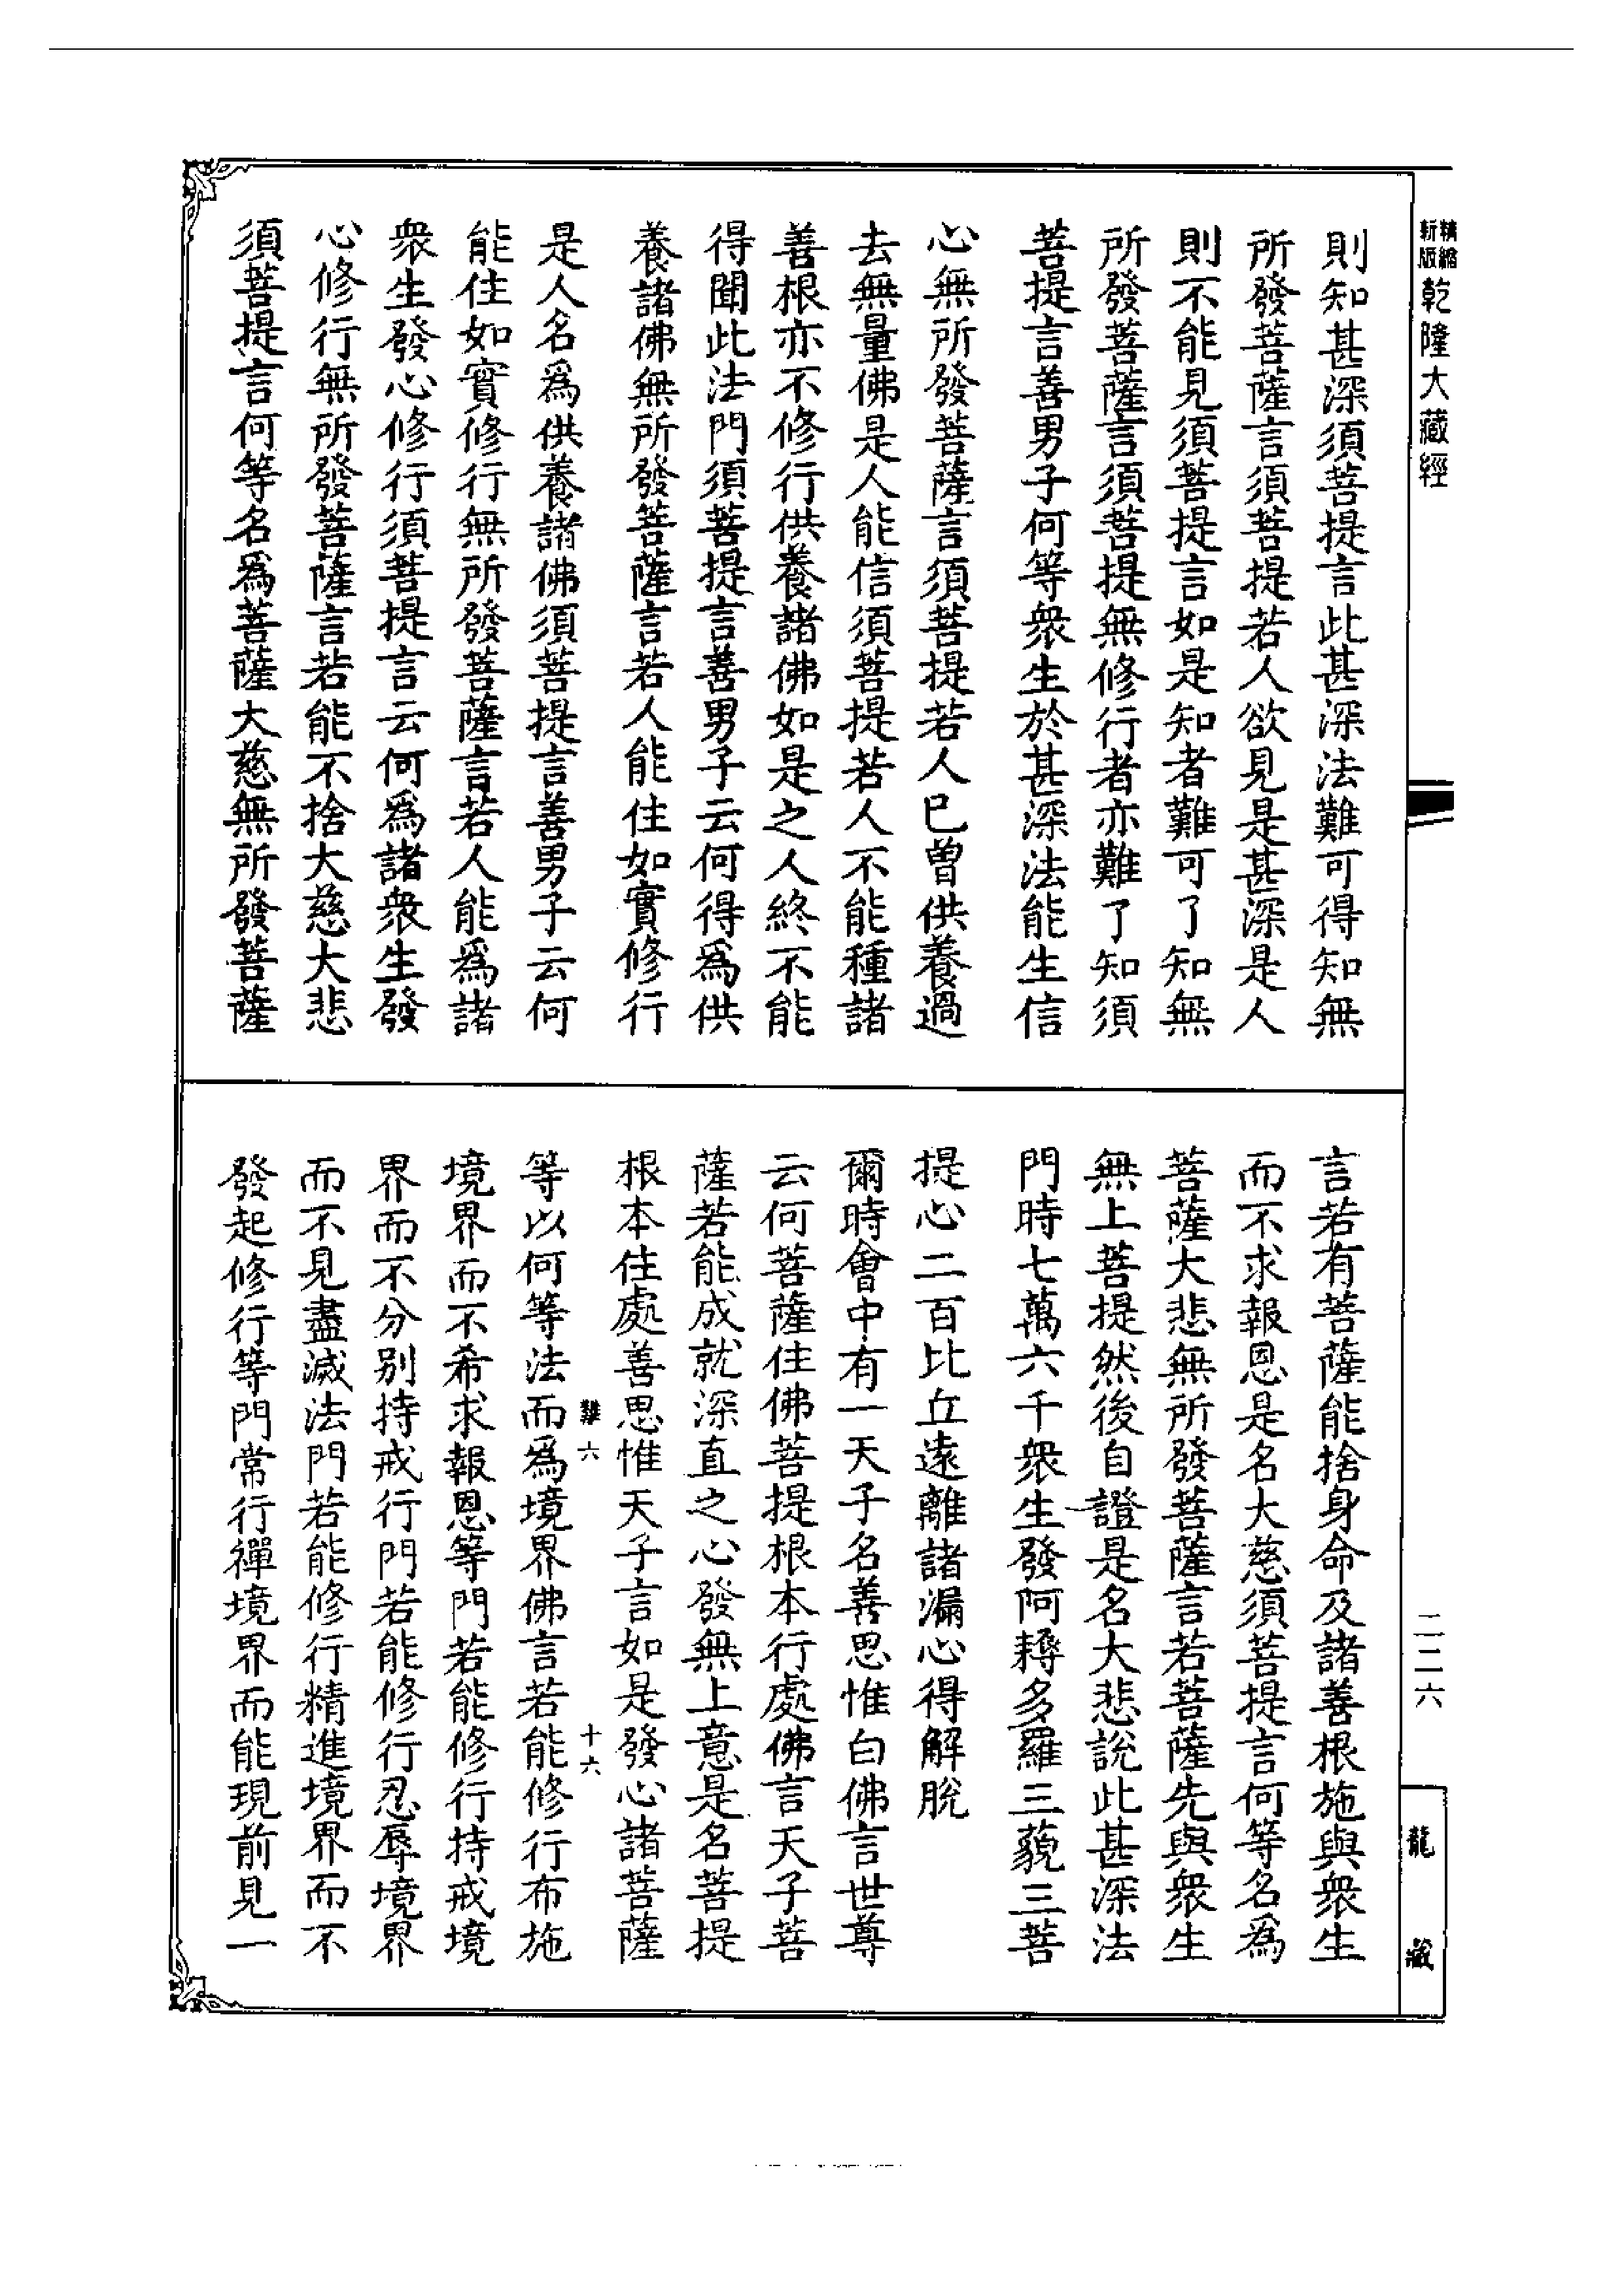 精縮新版乾隆大藏經
則知甚深須菩提言此甚深法難可得知無
所發菩薩言須菩提若人欲見是甚深是人
則不能見須菩提言如是知者難可了知無
所發菩薩言須菩提無修行者亦難了知須
菩提言善男子何等衆生於甚深法能生信
心無所發菩薩言須菩提若人已曾供養過
去無量佛是人能信須菩提若人不能種諸
善根亦不修行供養諸佛如是之人終不能
得聞此法門須菩提言善男子云何得爲供
養諸佛無所發菩薩言若人能住如實修行
是人名爲供養諸佛須菩提言善男子云何
能住如實修行無所發菩薩言若人能爲諸
衆生發心修行須菩提言云何爲諸衆生發
心修行無所發菩薩言若能不捨大慈大悲
須菩提言何等名爲菩薩大慈無所發菩薩
言若有菩薩能捨身命及諸善根施與衆生
而不求報恩是名大慈須菩提言何等名爲
菩薩大悲無所發菩薩言若菩薩先與衆生
無上菩提然後自證是名大悲說此甚深法
門時七萬六千衆生發阿耨多羅三藐三菩
提心二百比丘遠離諸漏心得解脫
爾時會中有一天子名善思惟白佛言世尊
云何菩薩住佛菩提根本行處佛言天子菩
薩若能成就深直之心發無上意是名菩提
根本住處善思惟天子言如是發心諸菩薩
難六 十六
等以何等法而爲境界佛言若能修行布施
境界而不希求報恩等門若能修行持戒境
界而不分別持戒行門若能修行忍辱境界
而不見盡滅法門若能修行精進境界而不
發起修行等門常行禪境界而能現前見一
二二六
龍藏